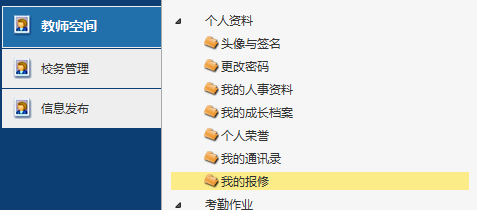 教师空间
校务管理
信息发布
个人资料
头像与签名
更改密码
我的人事资料
我的成长档案
个人荣誉
我的通讯录
我的报修
考勤作业